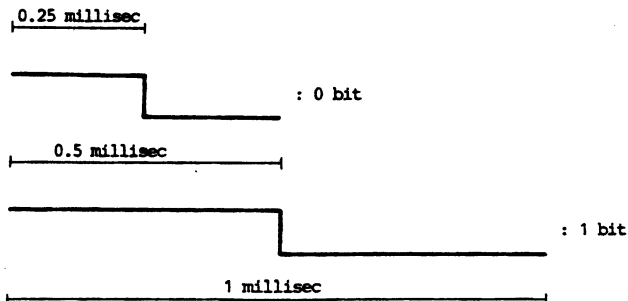 0.25 millisec
: 0 bit
0.5 millisec
: 1 bit
1 millisec